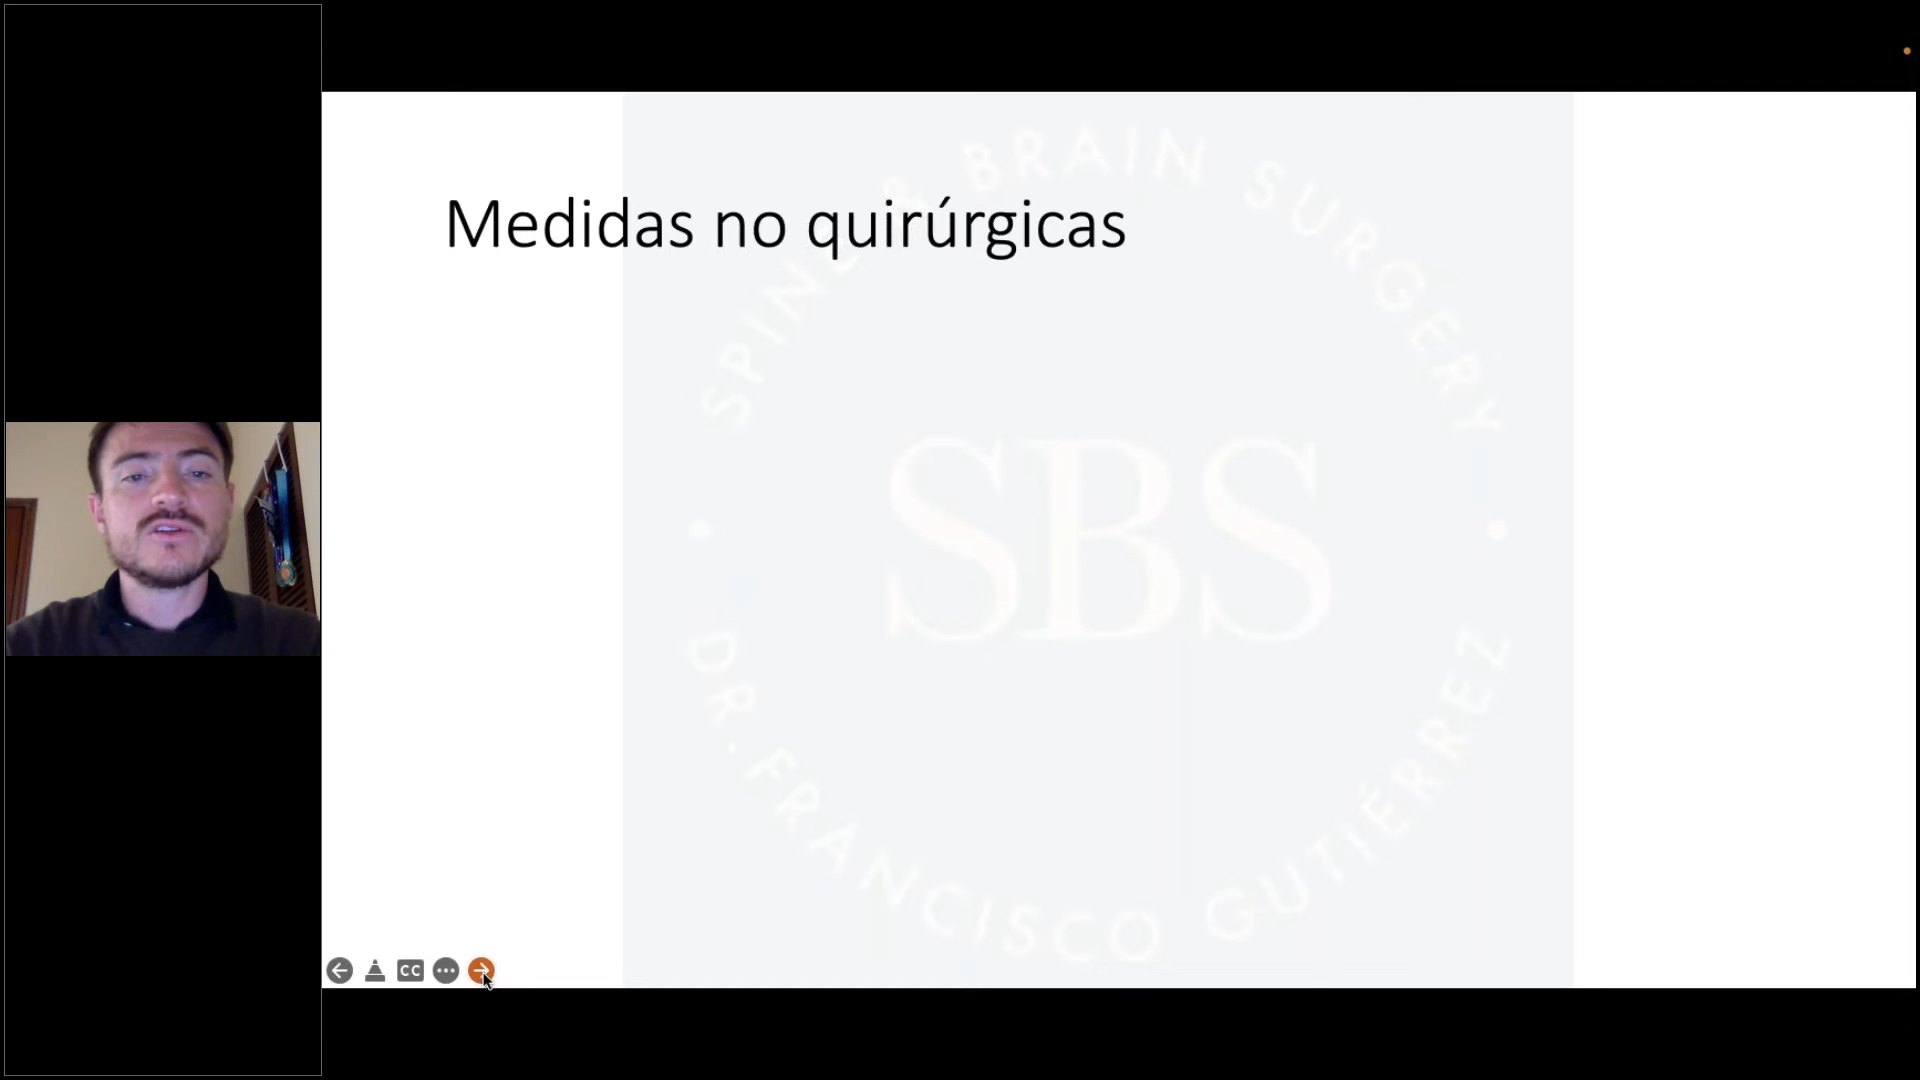 Medidas no quirúrgicas
SPINE & BRAIN SURGERY
SBS
DR. FRANCISCO GUTIÉRREZ
CC